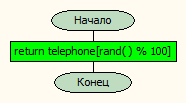 Начало
return telephone[rand() % 100]
Конец